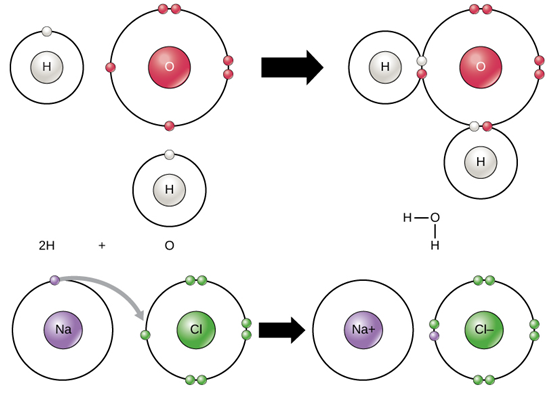 H O H O
H H
H O
2H + O H
Na Cl Na+ Cl–